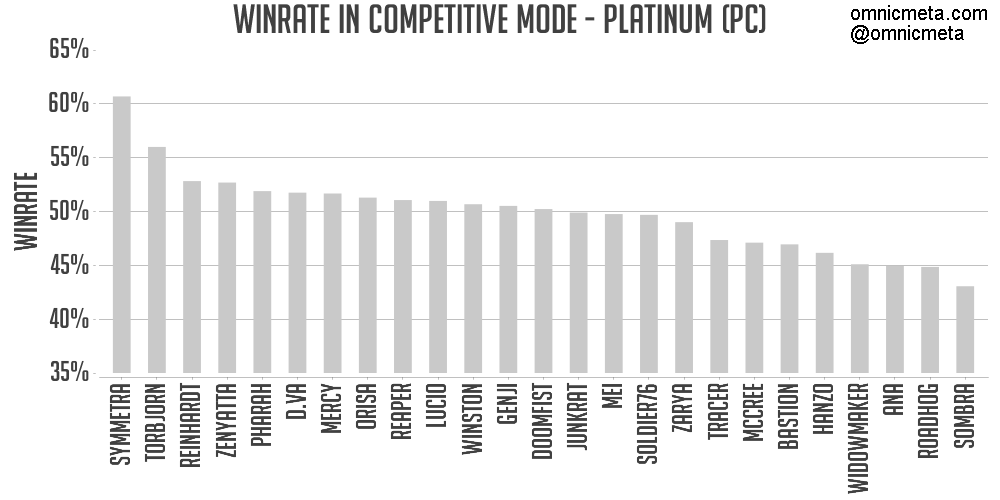 WINRATE IN COMPETITIVE MODE - PLATINUM (PC)
omnicmeta.com
@omnicmeta
65%
60%
55%
50%
45%
40%
35%
WINRATE
SYMMETRA
TORBJORN
REINHARDT
ZENYATTA
PHARAH
D.VA
MERCY
ORISA
REAPER
LUCIO
WINSTON
GENJI
DOOMFIST
JUNKRAT
MEI
SOLDIER76
ZARYA
TRACER
MCCREE
BASTION
HANZO
WIDOWMAKER
ANA
ROADHOG
SOMBRA